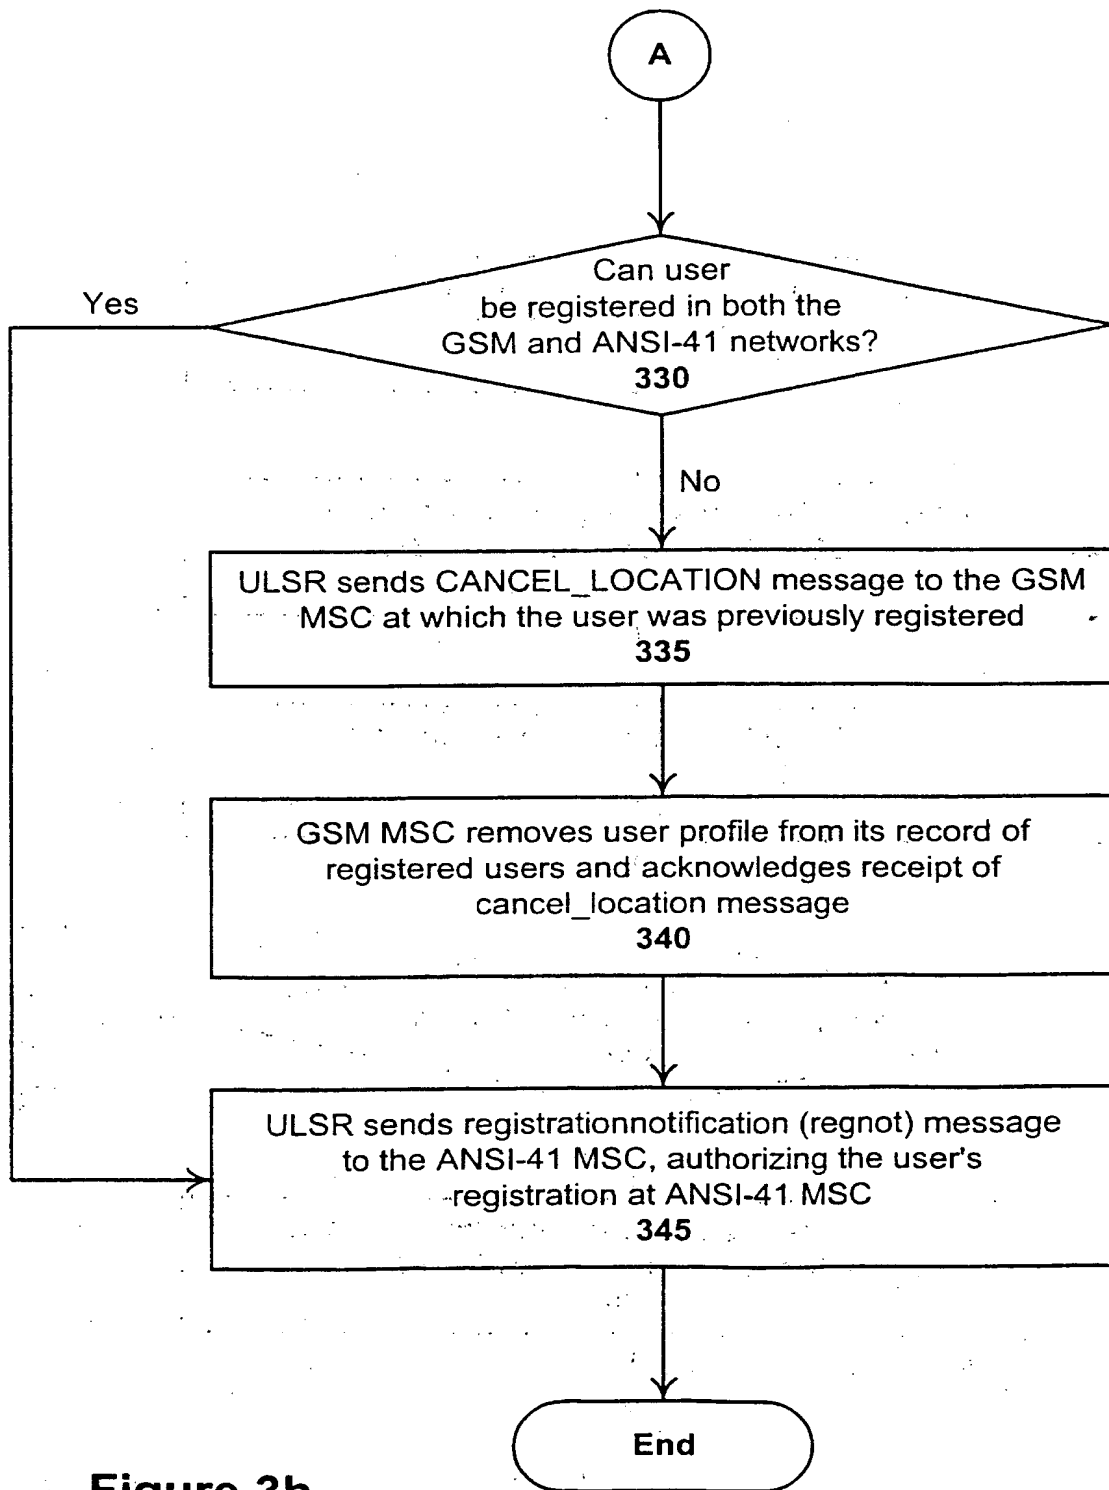 A
Can user
be registered in both the
GSM and ANSI-41 networks?
330
Yes
No
ULSR sends CANCEL_LOCATION message to the GSM
MSC at which the user was previously registered
335
GSM MSC removes user profile from its record of
registered users and acknowledges receipt of
cancel_location message
340
ULSR sends registrationnotification (regnot) message
to the ANSI-41 MSC, authorizing the user's
registration at ANSI-41 MSC
345
End
Figure 3b